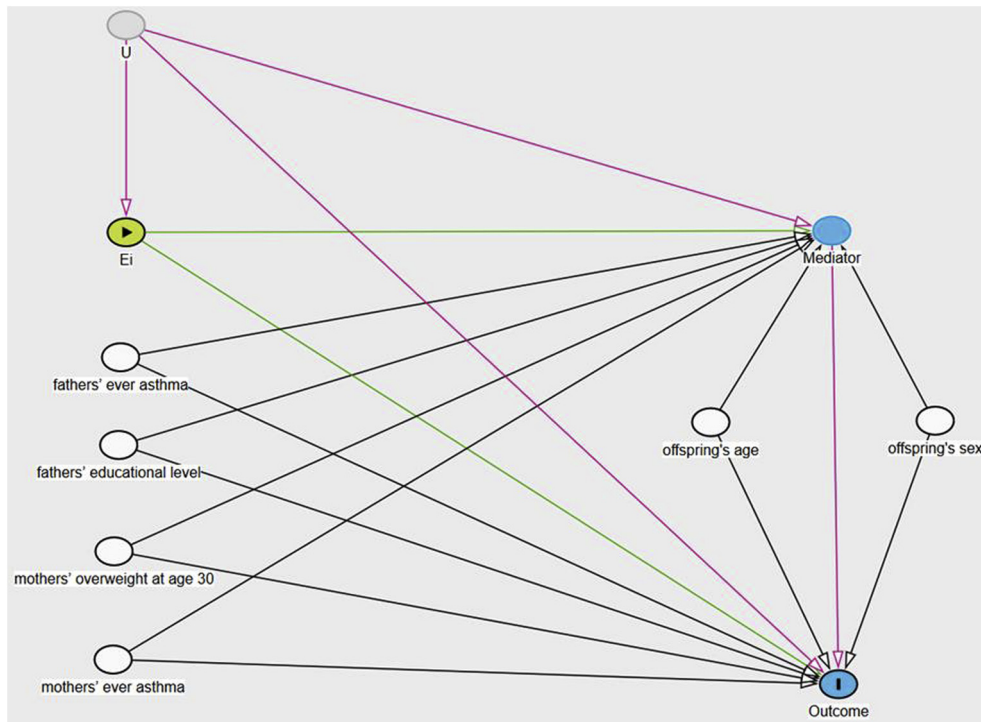 U
Ei
Mediator
fathers’ ever asthma
offspring's age
offspring's sex
fathers’ educational level
mothers’ overweight at age 30
mothers’ ever asthma
Outcome